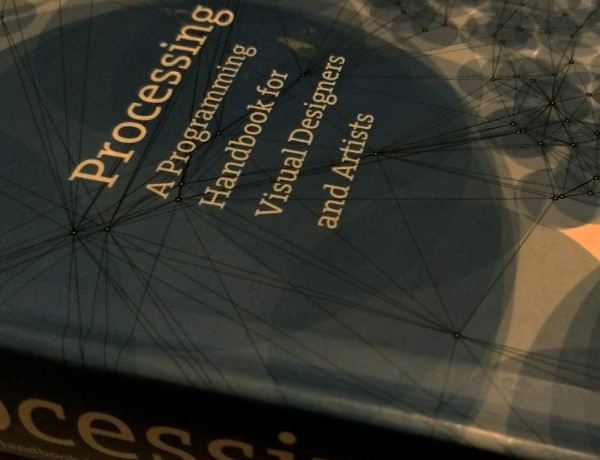 Processing
A Programming
Handbook for
Visual Designers
and Artists
ocessi